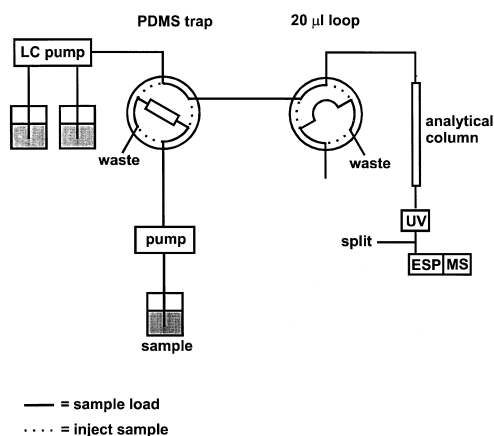 PDMS trap
20 µl loop
LC pump
analytical
column
waste
waste
pump
UV
split
ESP MS
sample
= sample load
= inject sample